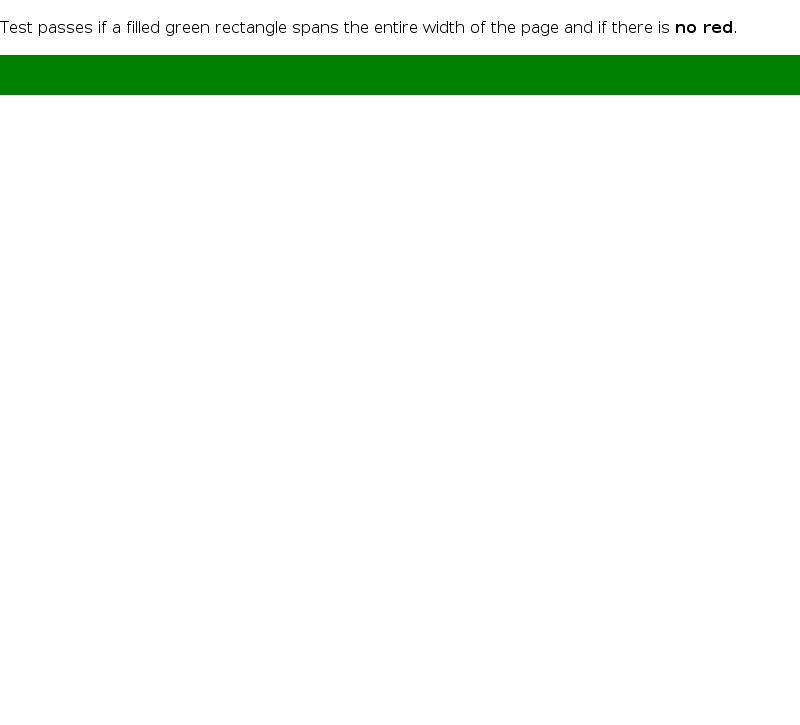 Test passes if a filled green rectangle spans the entire width of the page and if there is no red.